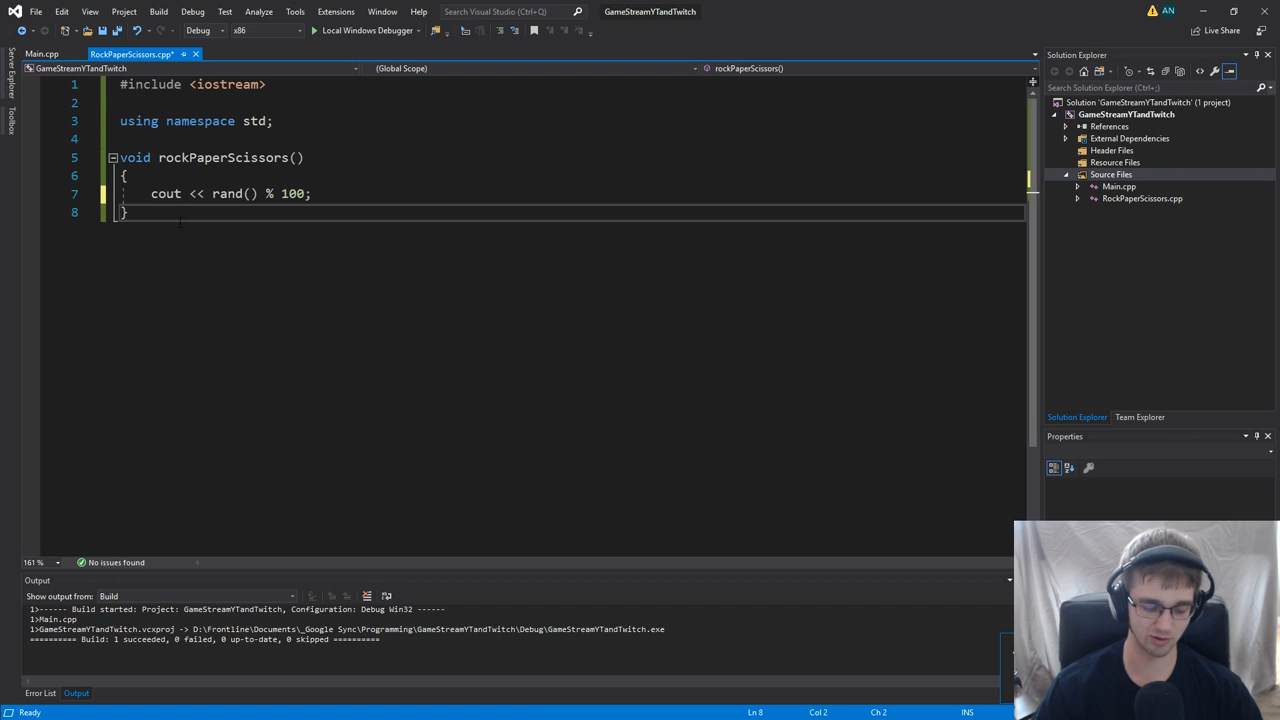 File Edit View Project Build Debug Test Analyze Tools Extensions Window Help Search Visual Studio (Ctrl+Q) GameStreamYTandTwitch AN
Debug x86 Local Windows Debugger Live Share
Server Explorer
Toolbox
Main.cpp RockPaperScissors.cpp*
GameStreamYTandTwitch (Global Scope) rockPaperScissors()
1 #include <iostream>
2
3 using namespace std;
4
5 void rockPaperScissors()
6 {
7 cout << rand() % 100;
8 }
161 % No issues found
Output
Show output from: Build
1>------ Build started: Project: GameStreamYTandTwitch, Configuration: Debug Win32 ------
1>Main.cpp
1>GameStreamYTandTwitch.vcxproj -> D:\Frontline\Documents\_Google Sync\Programming\GameStreamYTandTwitch\Debug\GameStreamYTandTwitch.exe
========== Build: 1 succeeded, 0 failed, 0 up-to-date, 0 skipped ==========
Error List Output
Ready Ln 8 Col 2 Ch 2 INS
Solution Explorer
Search Solution Explorer (Ctrl+;)
Solution 'GameStreamYTandTwitch' (1 project)
GameStreamYTandTwitch
References
External Dependencies
Header Files
Resource Files
Source Files
Main.cpp
RockPaperScissors.cpp
Solution Explorer Team Explorer
Properties